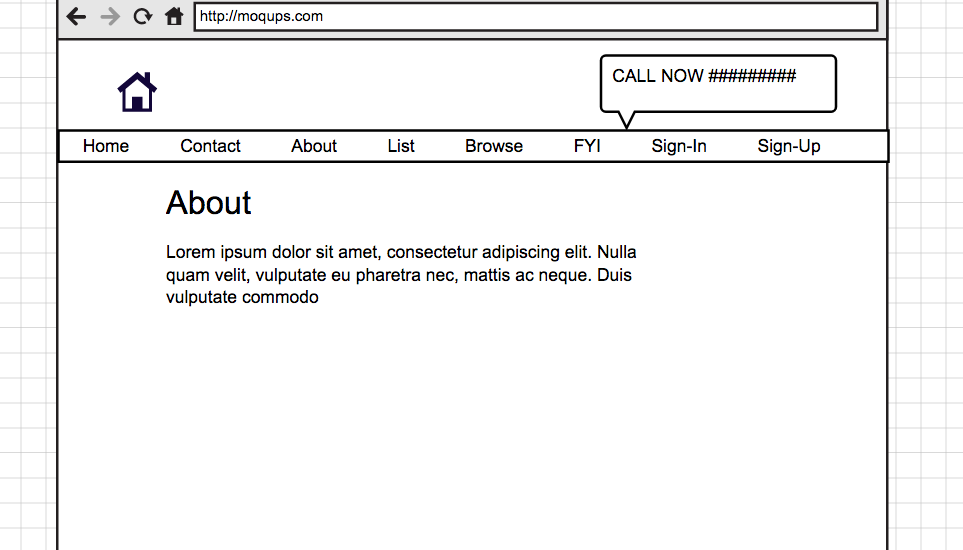 http://moqups.com
CALL NOW #########
Home Contact About List Browse FYI Sign-In Sign-Up
About
Lorem ipsum dolor sit amet, consectetur adipiscing elit. Nulla
quam velit, vulputate eu pharetra nec, mattis ac neque. Duis
vulputate commodo